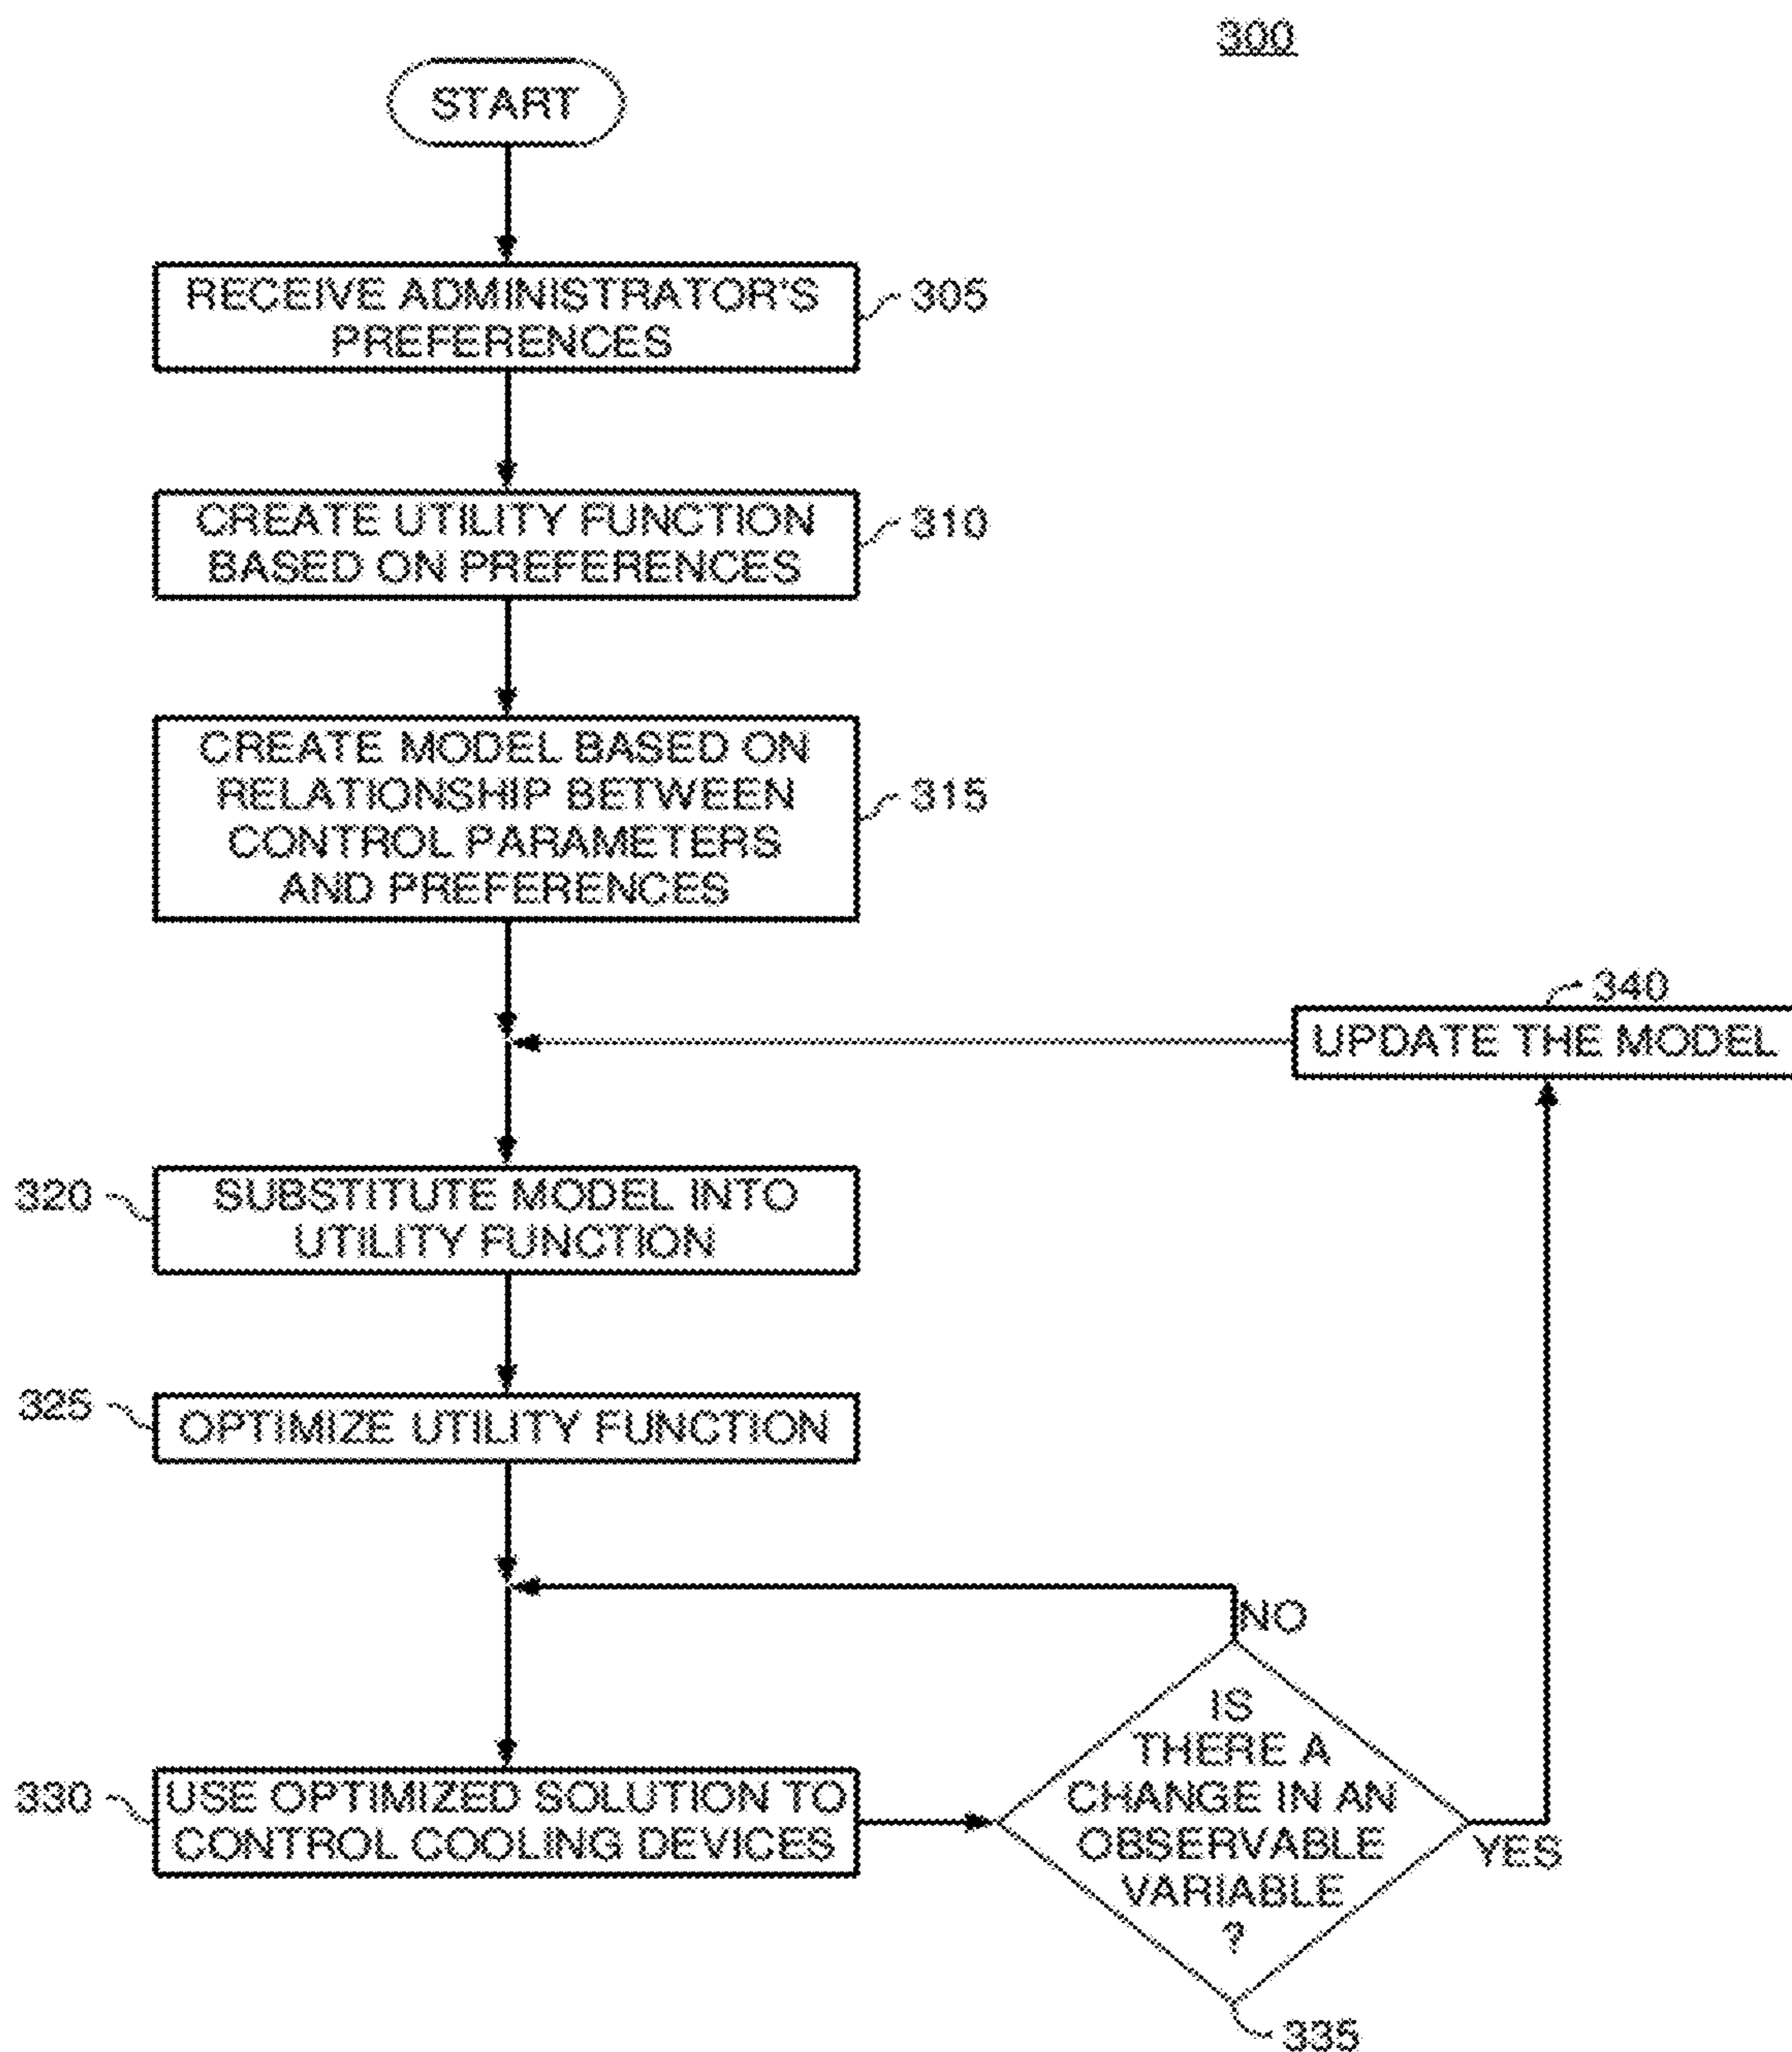 300
START
RECEIVE ADMINISTRATOR'S
PREFERENCES
305
CREATE UTILITY FUNCTION
BASED ON PREFERENCES
310
CREATE MODEL BASED ON
RELATIONSHIP BETWEEN
CONTROL PARAMETERS
AND PREFERENCES
315
340
UPDATE THE MODEL
320
SUBSTITUTE MODEL INTO
UTILITY FUNCTION
325
OPTIMIZE UTILITY FUNCTION
NO
330
USE OPTIMIZED SOLUTION TO
CONTROL COOLING DEVICES
IS
THERE A
CHANGE IN AN
OBSERVABLE
VARIABLE
?
YES
335